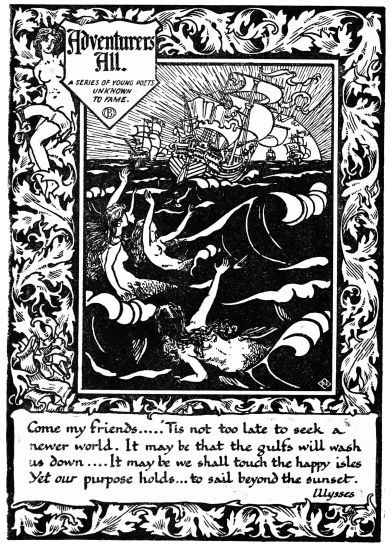 Adventurers
All.
A SERIES OF YOUNG POETS
UNKNOWN
TO FAME.
Come my friends.....'Tis not too late to seek a
newer world. It may be that the gulfs will wash
us down ....It may be we shall touch the happy isles
Yet our purpose holds... to sail beyond the sunset.
Ulysses